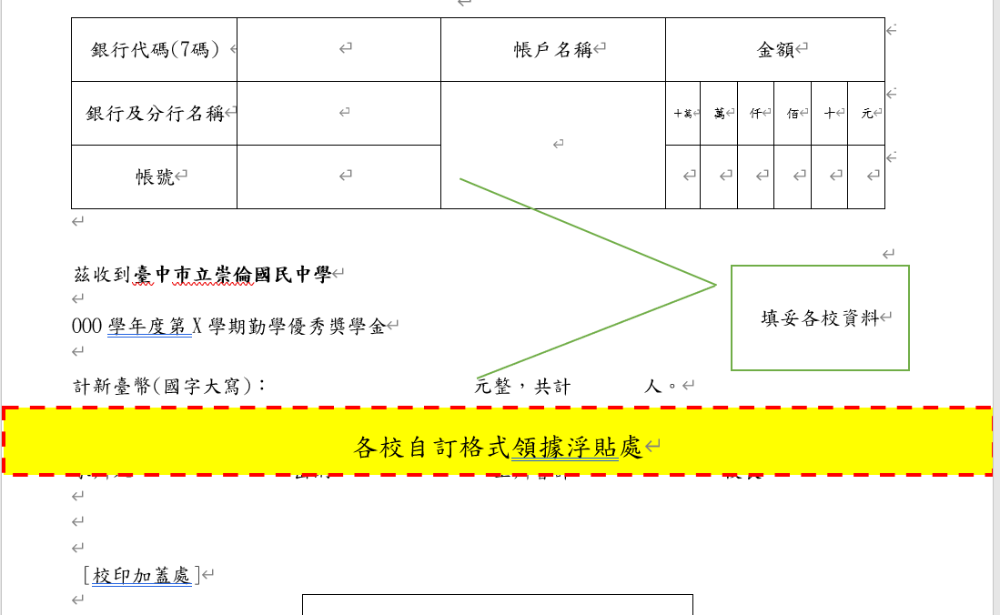 銀行代碼(7碼) 帳戶名稱 金額
銀行及分行名稱 十萬 萬 仟 佰 十 元
帳號
茲收到臺中市立崇倫國民中學
000 學年度第 X 學期勤學優秀獎學金
填妥各校資料
計新臺幣(國字大寫)： 元整，共計 人。
各校自訂格式領據浮貼處
[校印加蓋處]